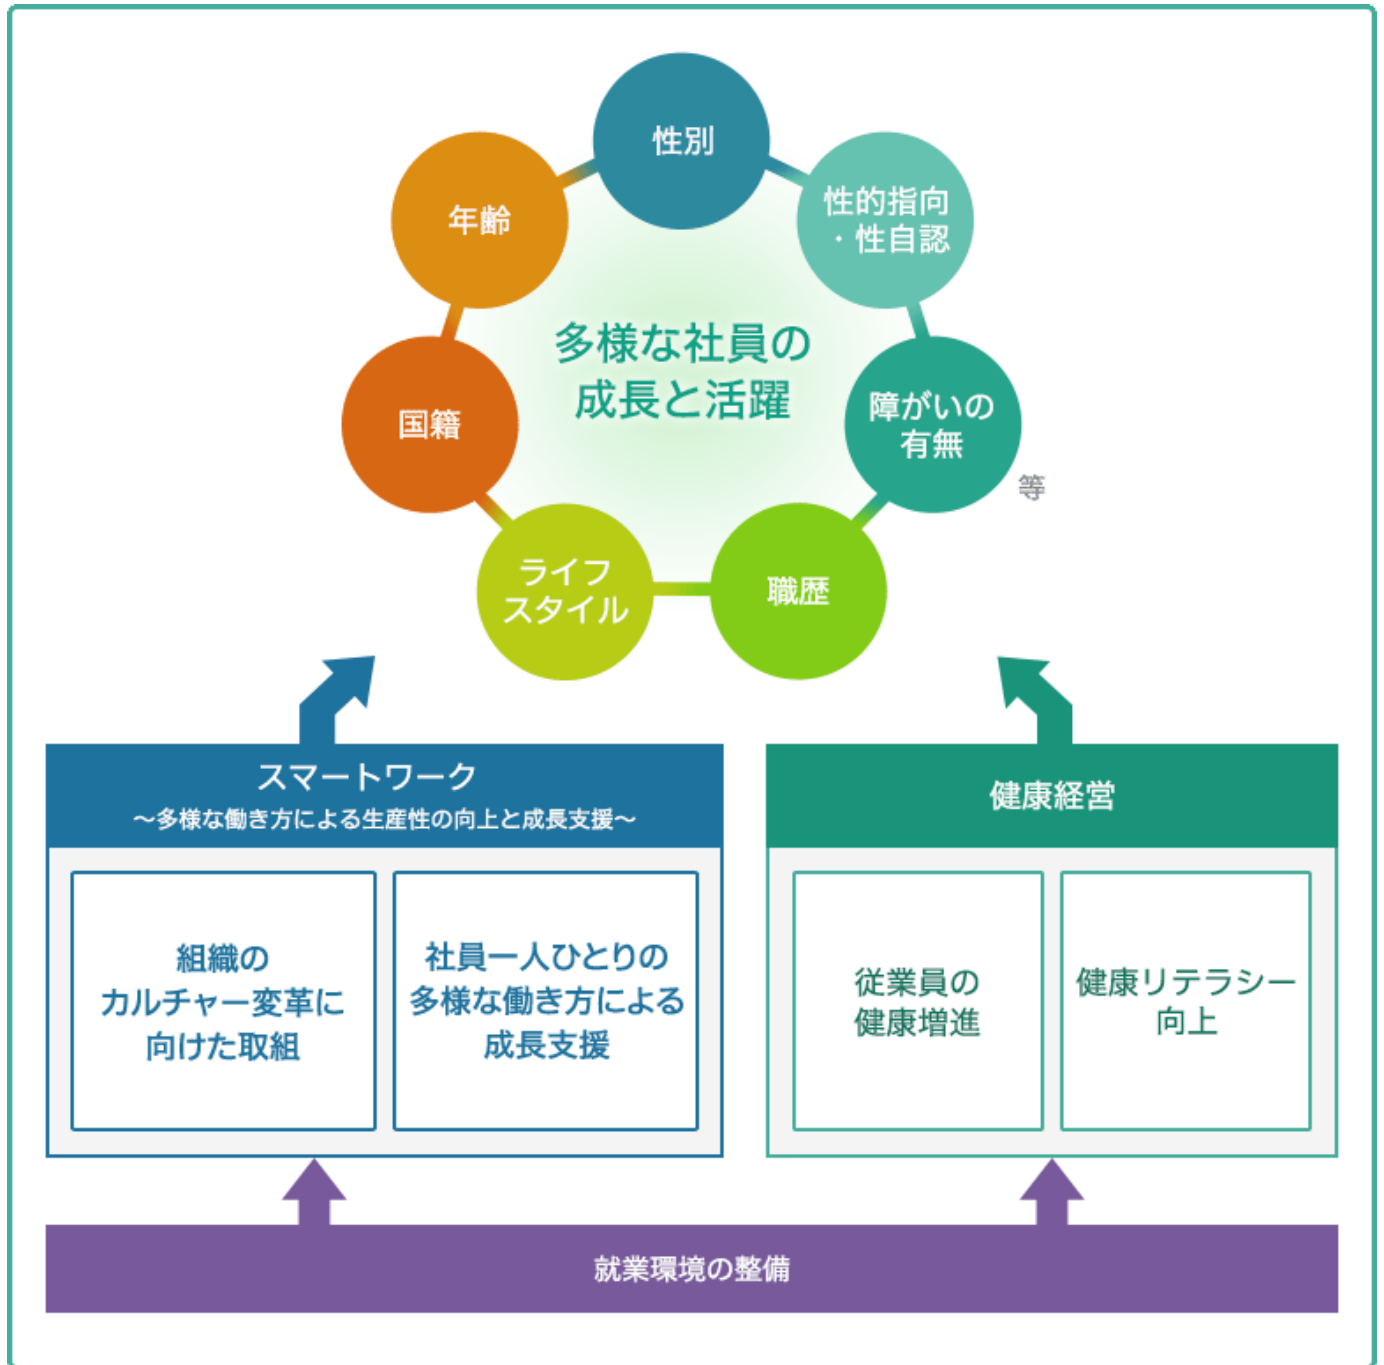 性別
年齢
性的指向
・性自認
多様な社員の
成長と活躍
国籍
障がいの
有無
等
ライフ
スタイル
職歴
スマートワーク
～多様な働き方による生産性の向上と成長支援～
組織の
カルチャー変革に
向けた取組
社員一人ひとりの
多様な働き方による
成長支援
健康経営
従業員の
健康増進
健康リテラシー
向上
就業環境の整備